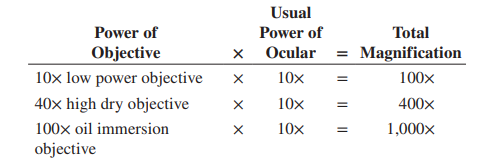 Usual
Power of Power of Total
Objective × Ocular = Magnification
10× low power objective × 10× = 100×
40× high dry objective × 10× = 400×
100× oil immersion × 10× = 1,000×
objective